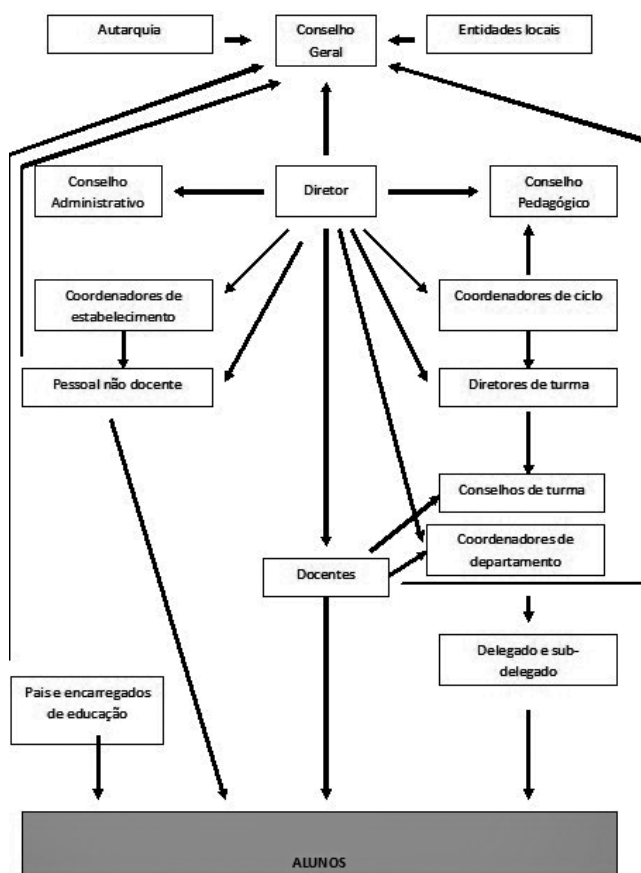 Autarquia
Conselho
Geral
Entidades locais
Conselho
Administrativo
Diretor
Conselho
Pedagógico
Coordenadores de
estabelecimento
Coordenadores de ciclo
Pessoal não docente
Diretores de turma
Conselhos de turma
Coordenadores de
departamento
Docentes
Delegado e sub-
delegado
Pais e encarregados
de educação
ALUNOS